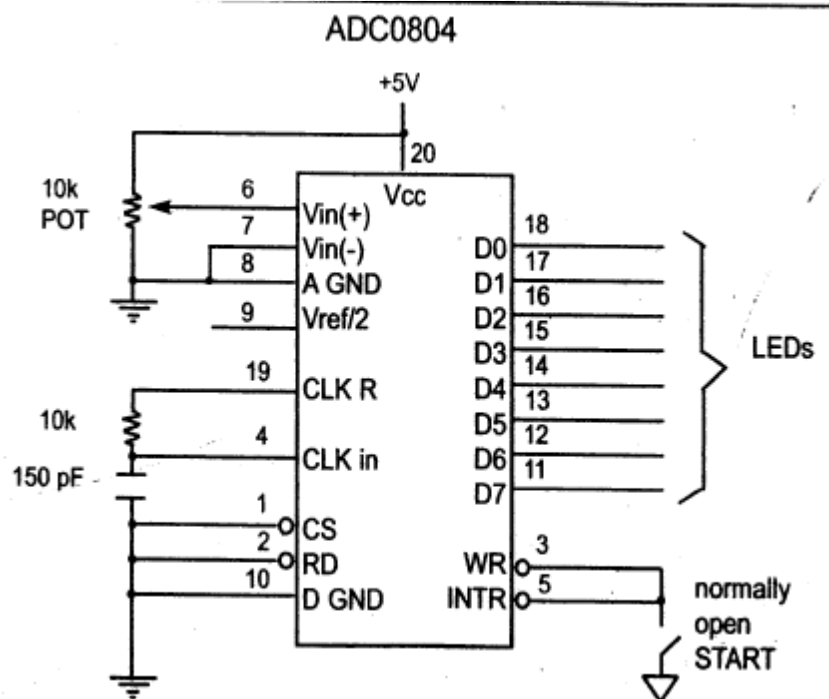 ADC0804
+5V
20
Vcc
10k
POT
6
Vin(+)
7
Vin(-)
8
A GND
9
Vref/2
19
CLK R
10k
4
CLK in
150 pF
1
CS
2
RD
10
D GND
18
D0
17
D1
16
D2
15
D3
14
D4
13
D5
12
D6
11
D7
LEDs
3
WR
5
INTR
normally
open
START